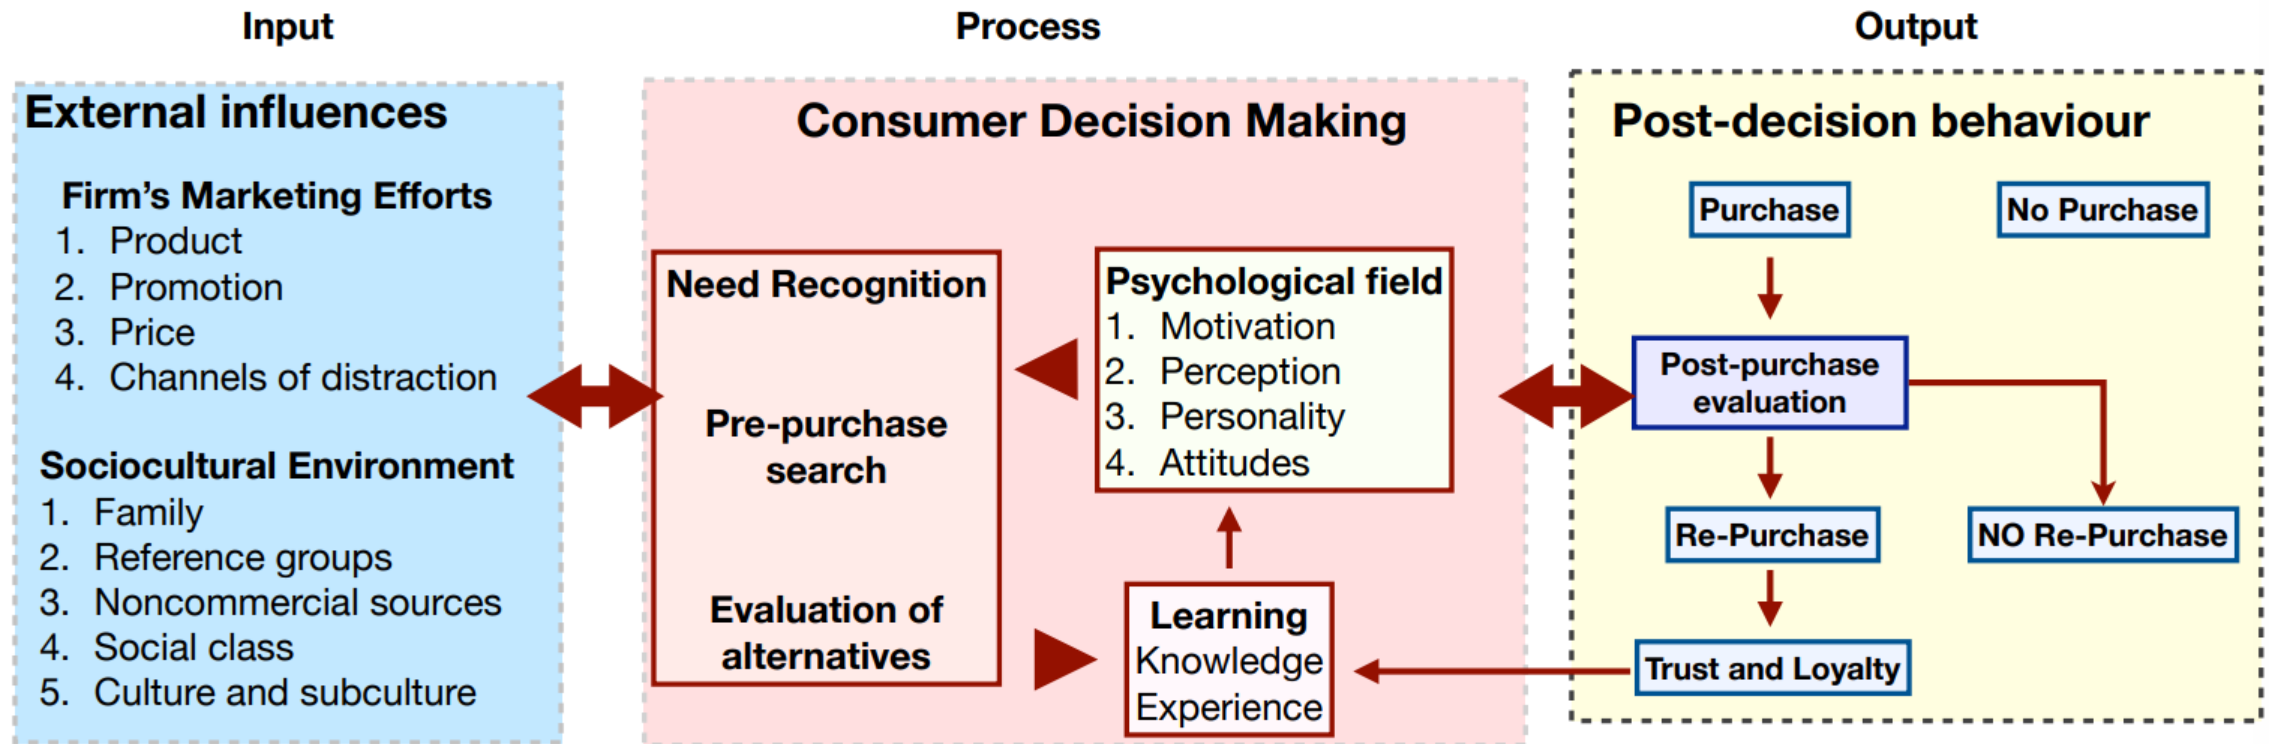 Input
External influences
Firm's Marketing Efforts
1. Product
2. Promotion
3. Price
4. Channels of distraction
Sociocultural Environment
1. Family
2. Reference groups
3. Noncommercial sources
4. Social class
5. Culture and subculture
Process
Consumer Decision Making
Need Recognition
Pre-purchase
search
Evaluation of
alternatives
Psychological field
1. Motivation
2. Perception
3. Personality
4. Attitudes
Learning
Knowledge
Experience
Output
Post-decision behaviour
Purchase
No Purchase
Post-purchase
evaluation
Re-Purchase
NO Re-Purchase
Trust and Loyalty